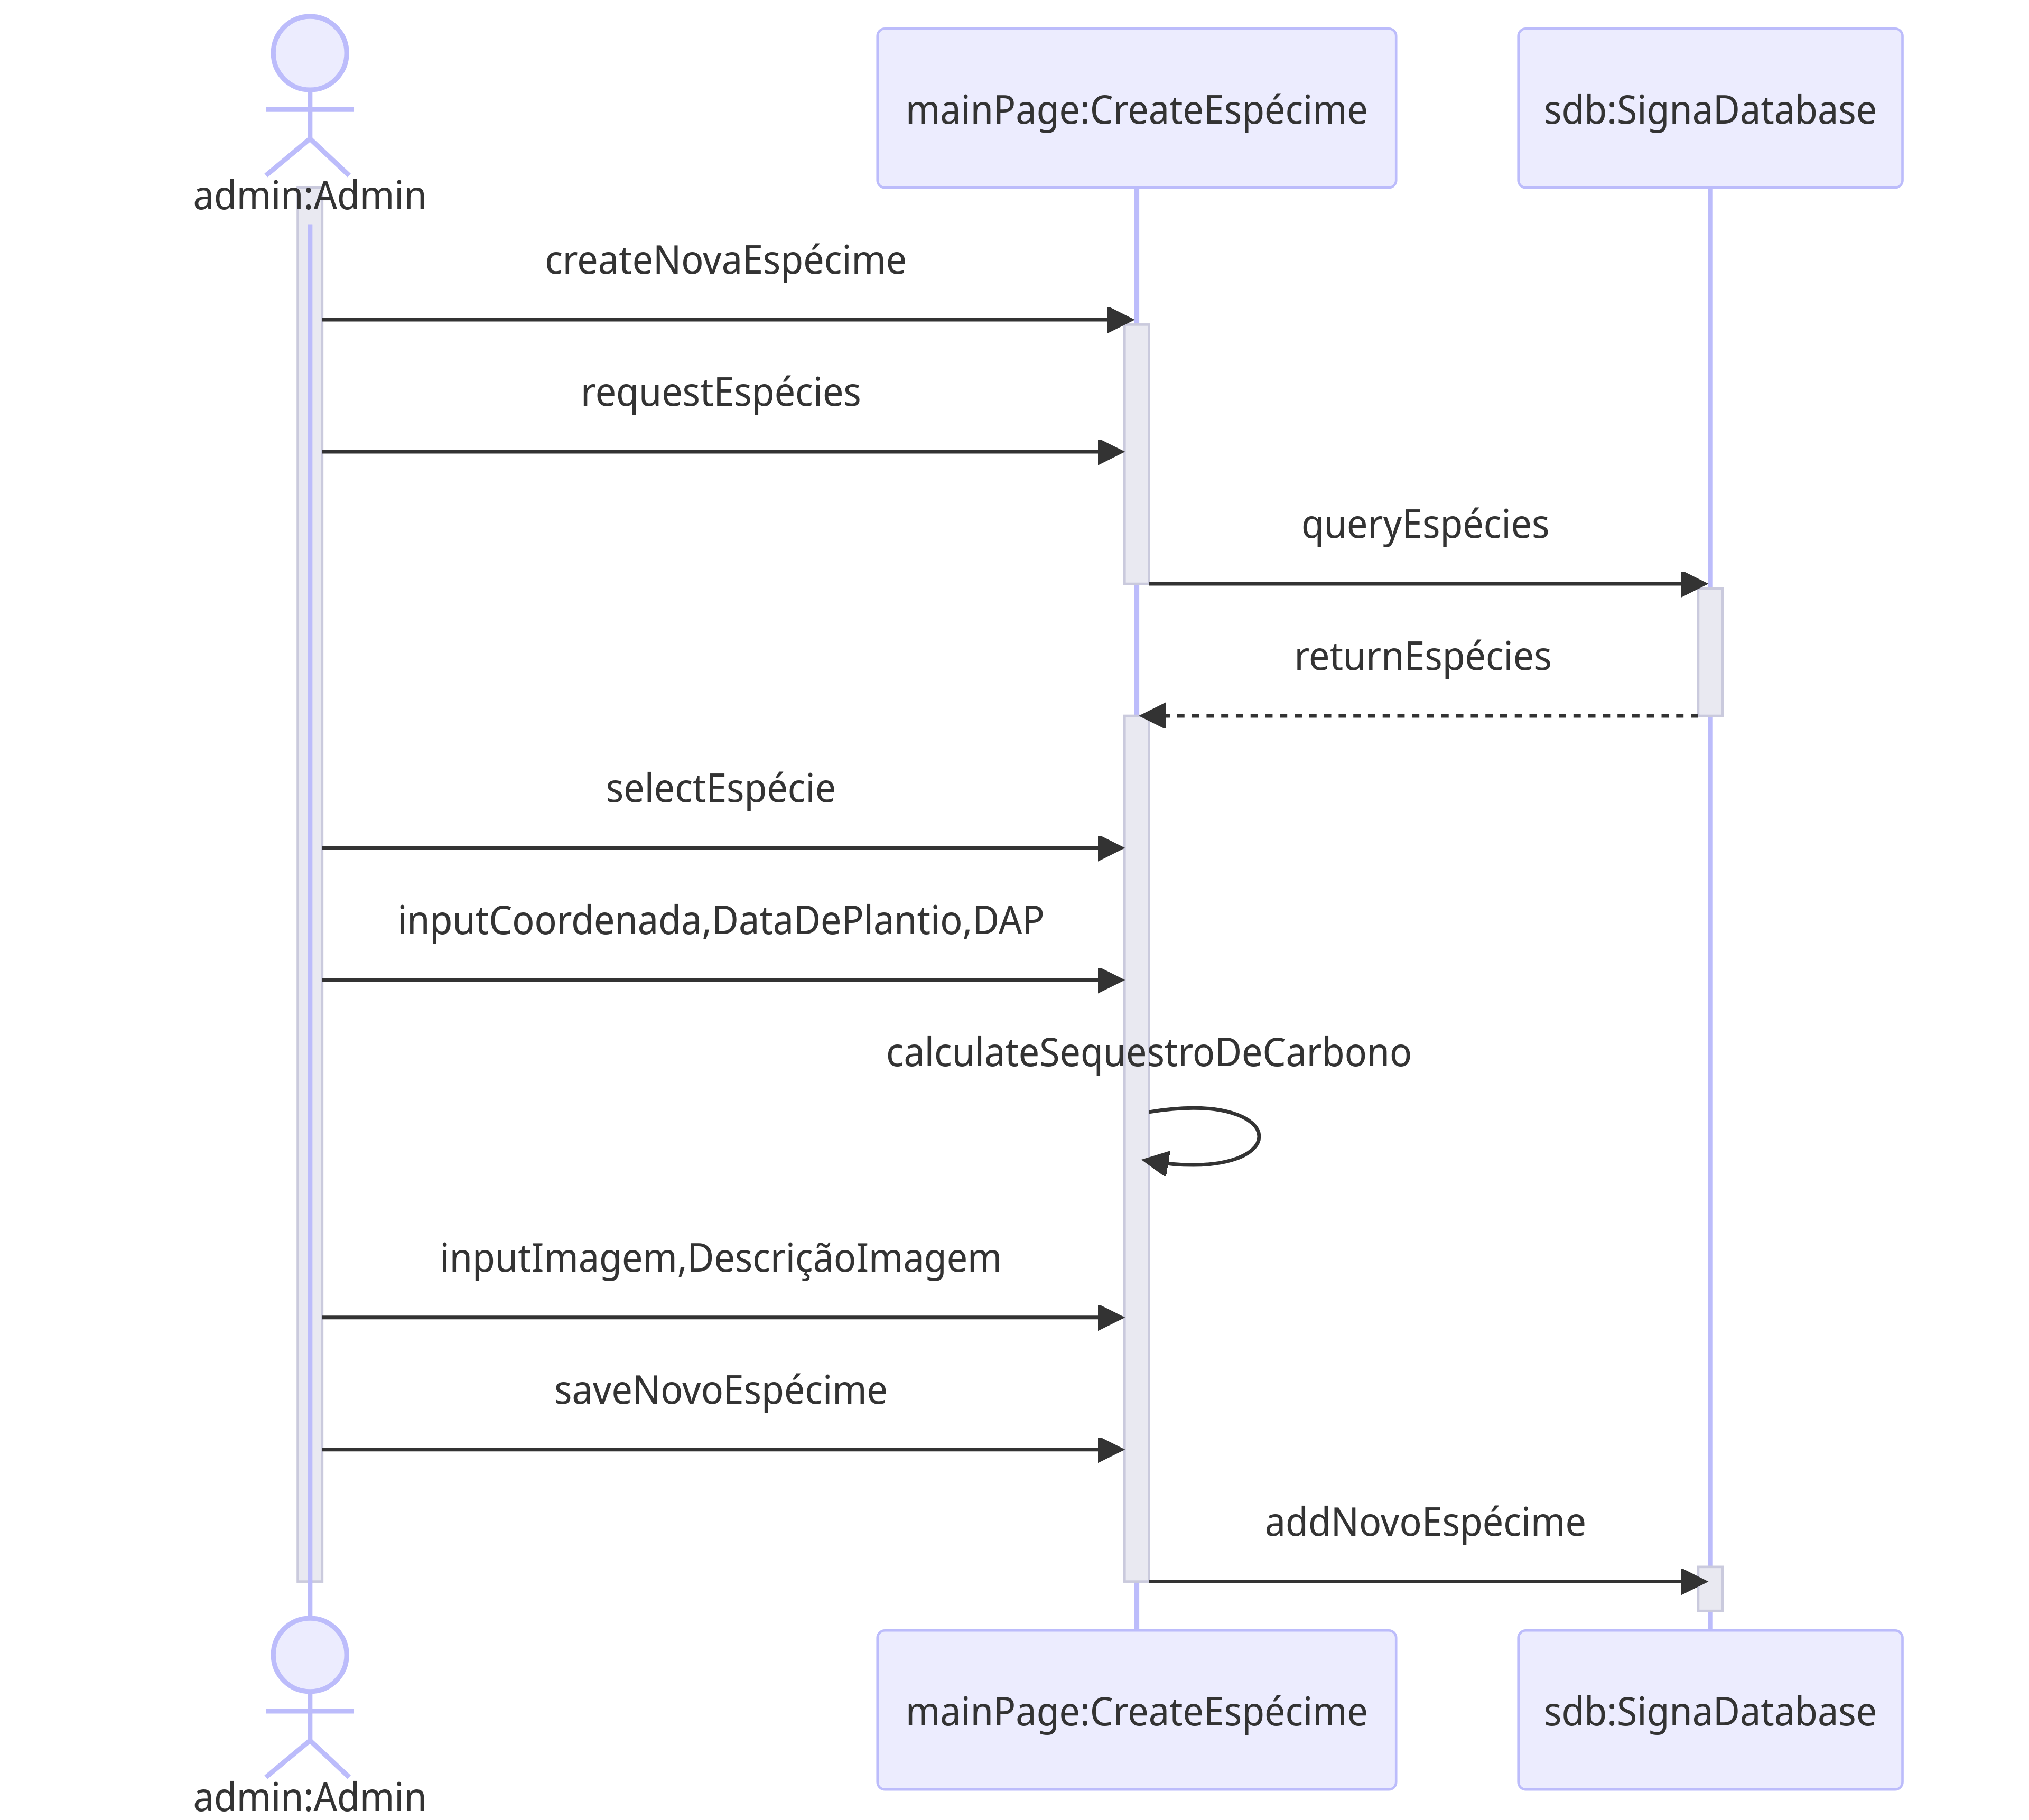 admin:Admin
mainPage:CreateEspécime
sdb:SignaDatabase
createNovaEspécime
requestEspécies
queryEspécies
returnEspécies
selectEspécie
inputCoordenada,DataDePlantio,DAP
calculateSequestroDeCarbono
inputImagem,DescriçãoImagem
saveNovoEspécime
addNovoEspécime
mainPage:CreateEspécime
sdb:SignaDatabase
admin:Admin